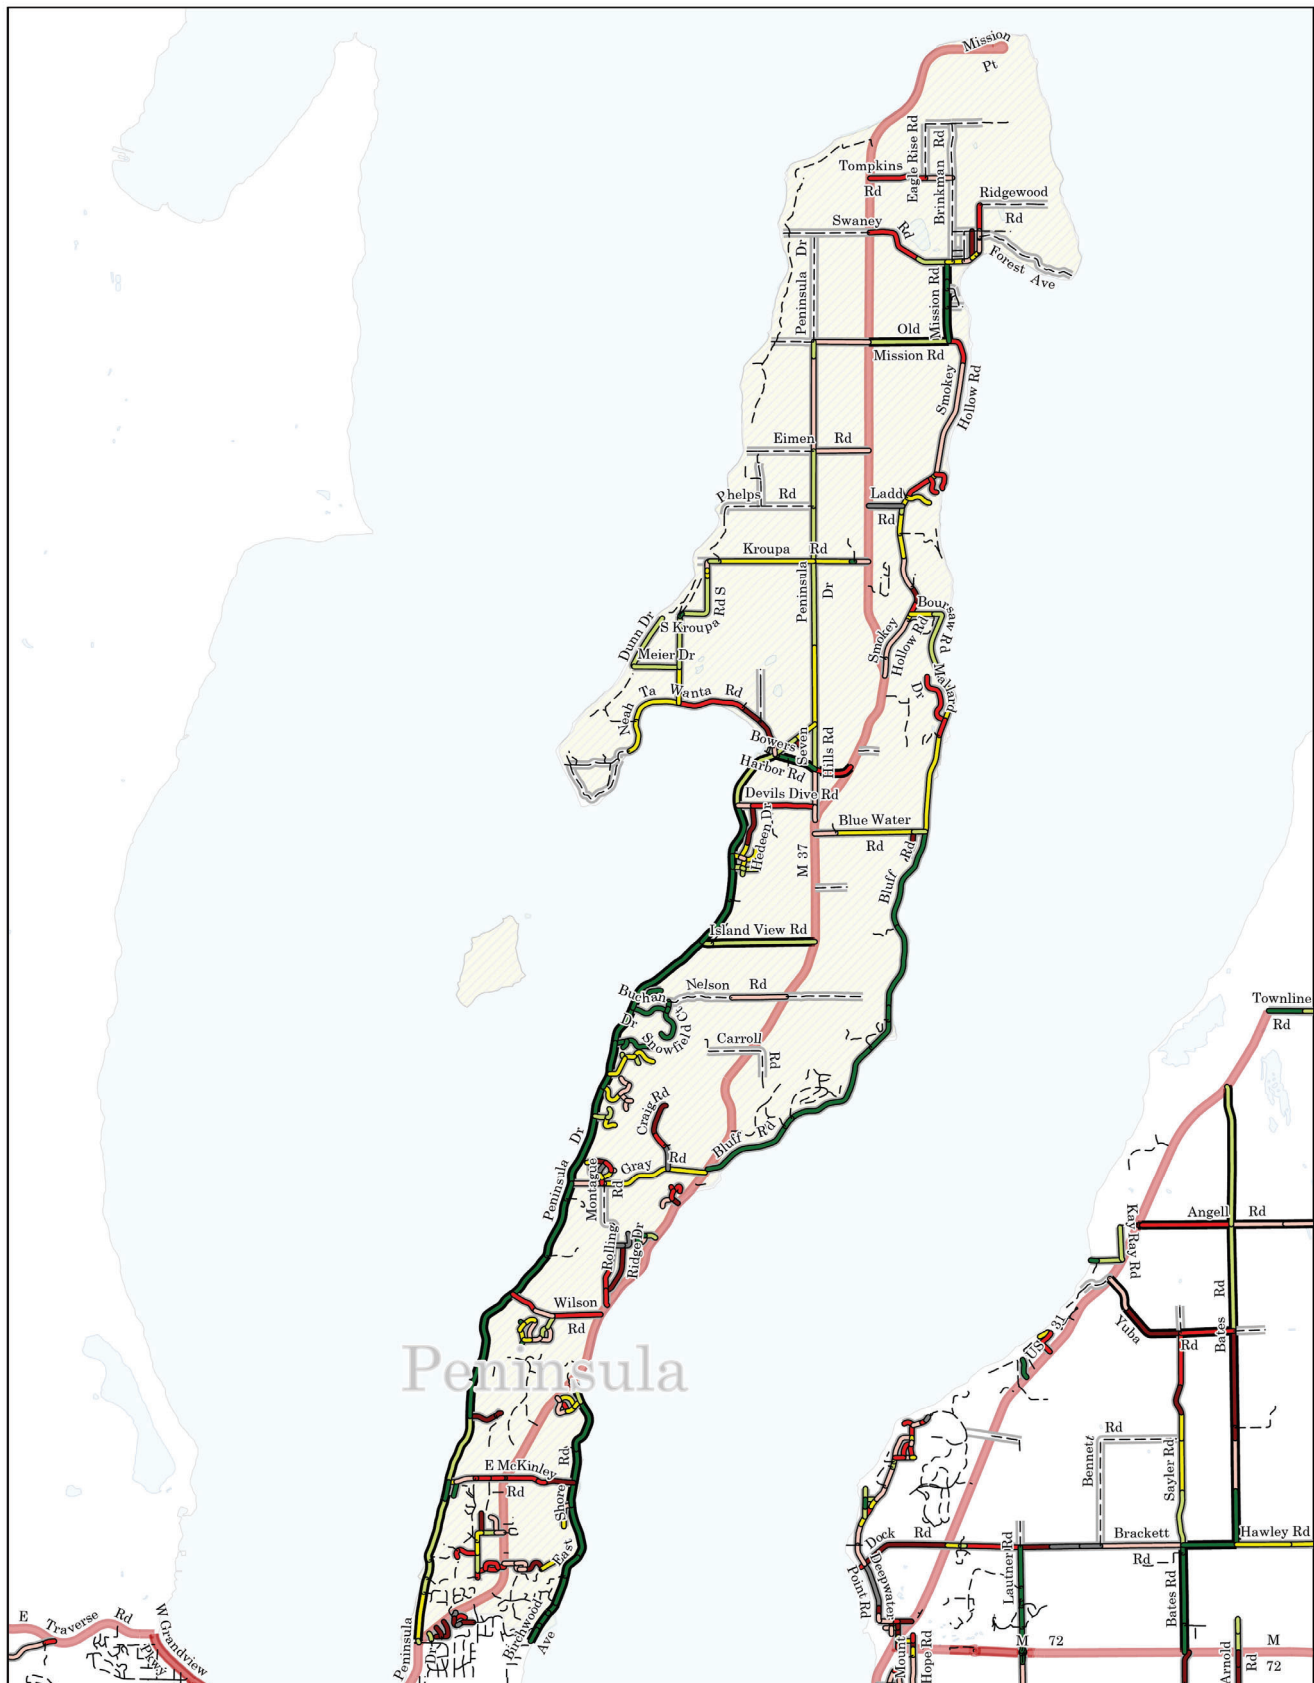 Mission
Pt
Eagle Rise Rd
Brinkman Rd
Tompkins
Rd
Ridgewood
Rd
Swaney Rd
Forest Ave
Peninsula Dr
Mission Rd
Old
Mission Rd
Smokey
Hollow Rd
Eimen Rd
Phelps Rd
Ladd
Rd
Kroupa Rd
Peninsula
Dr
S Kroupa
Rd S
Boursaw Rd
Dunn Dr
Smokey
Hollow Rd
Meier Dr
Mallard
Dr
Neah Ta Wanta Rd
Bowers
Harbor Rd
Seven
Hills Rd
Devils Dive Rd
Hedeen Dr
Blue Water
Rd
M 37
Bluff Rd
Island View Rd
Buchan
Dr
Nelson Rd
Townline
Rd
Snowfield Ct
Carroll
Rd
Craig Rd
Bluff Rd
Peninsula Dr
Gray Rd
Montague
Rd
Kay Ray Rd
Angell Rd
Rolling
Ridge Dr
Wilson
Rd
US 31
Yuba
Rd
Bates Rd
Peninsula
Bennett
Rd
Sayler Rd
E McKinley
Rd
East Shore Rd
Dock Rd
Lautner Rd
Brackett
Rd
Hawley Rd
Deepwater
Point Rd
Bates Rd
E Traverse Rd
W Grandview
Pkwy
Peninsula
Dr
Birchwood
Ave
Mount
Hope Rd
M 72
Arnold
Rd
M
72